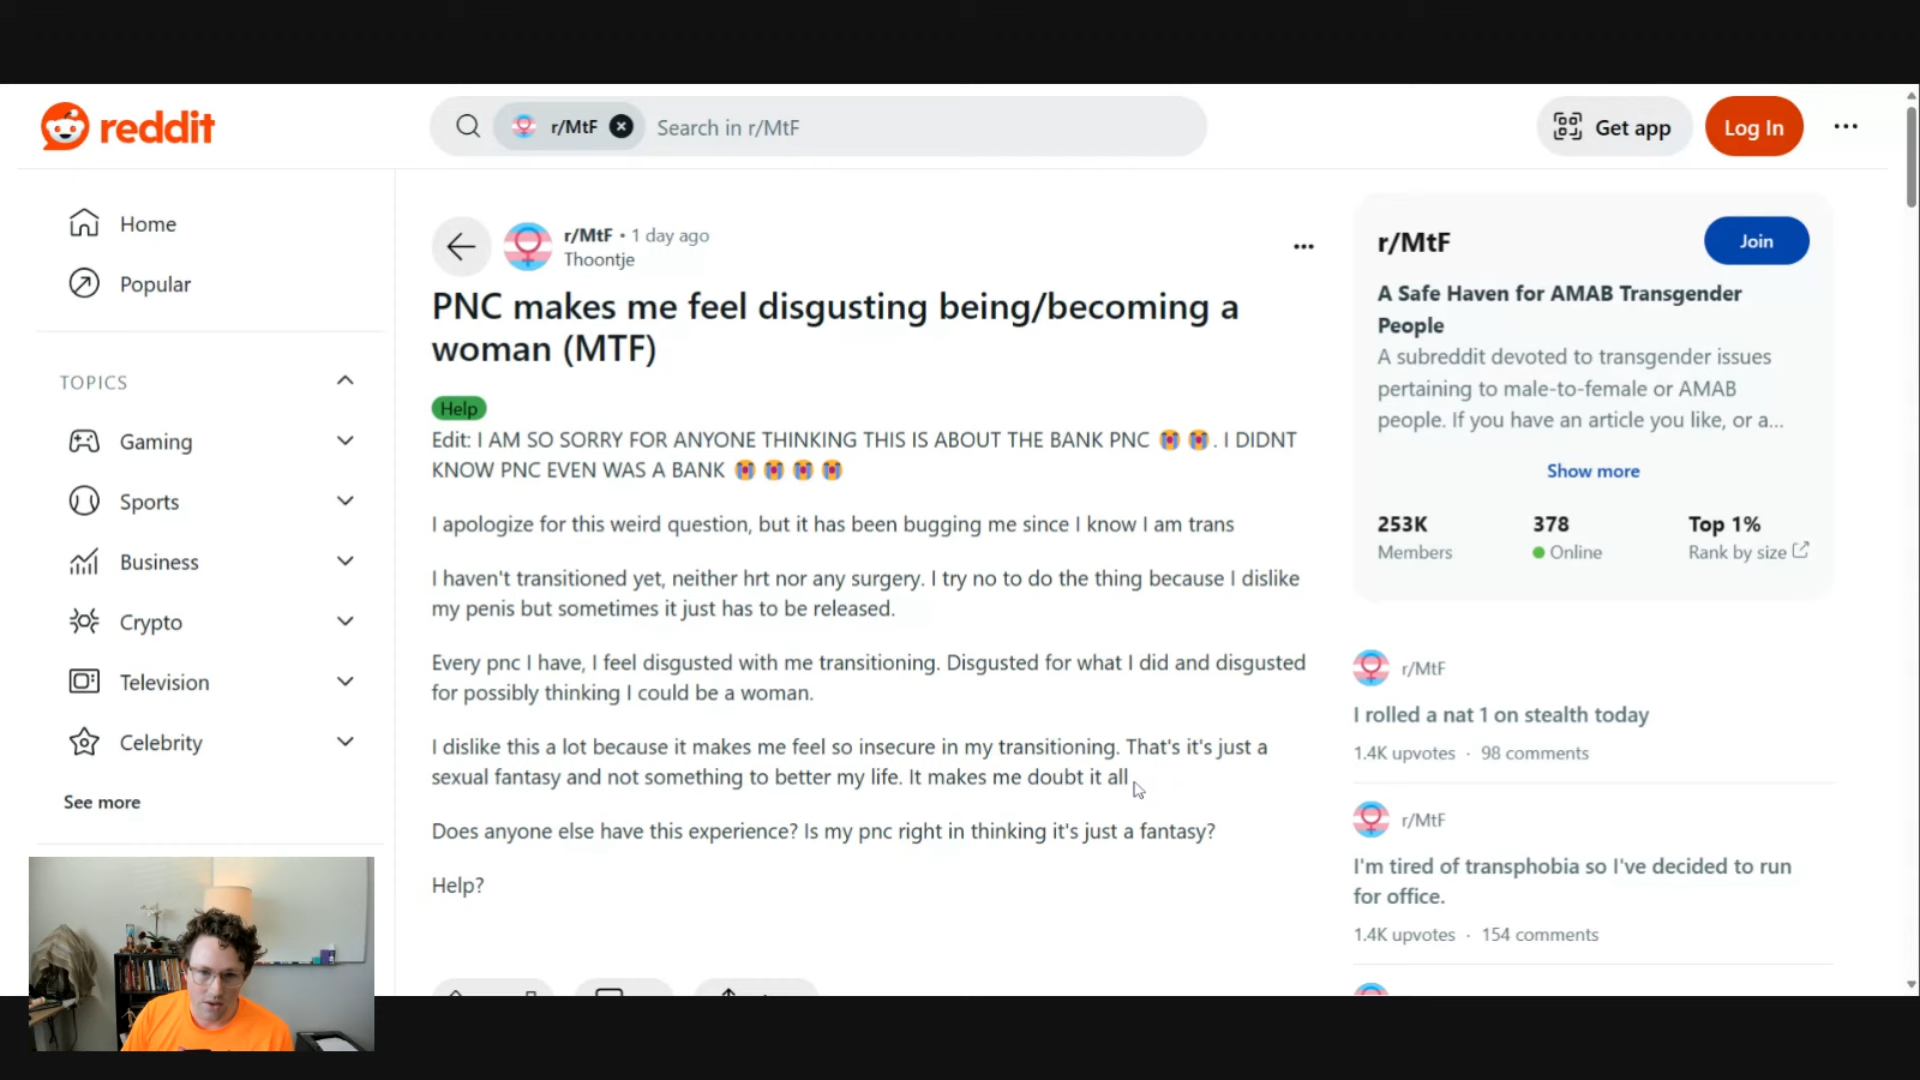 reddit
r/MtF
Search in r/MtF
Get app
Log In
Home
Popular
TOPICS
Gaming
Sports
Business
Crypto
Television
Celebrity
See more
r/MtF • 1 day ago
Thoontje
PNC makes me feel disgusting being/becoming a
woman (MTF)
Help
Edit: I AM SO SORRY FOR ANYONE THINKING THIS IS ABOUT THE BANK PNC 😭 😭. I DIDNT
KNOW PNC EVEN WAS A BANK 😭 😭 😭 😭
I apologize for this weird question, but it has been bugging me since I know I am trans
I haven't transitioned yet, neither hrt nor any surgery. I try no to do the thing because I dislike
my penis but sometimes it just has to be released.
Every pnc I have, I feel disgusted with me transitioning. Disgusted for what I did and disgusted
for possibly thinking I could be a woman.
I dislike this a lot because it makes me feel so insecure in my transitioning. That's it's just a
sexual fantasy and not something to better my life. It makes me doubt it all.
Does anyone else have this experience? Is my pnc right in thinking it's just a fantasy?
Help?
r/MtF
Join
A Safe Haven for AMAB Transgender
People
A subreddit devoted to transgender issues
pertaining to male-to-female or AMAB
people. If you have an article you like, or a...
Show more
253K
Members
378
Online
Top 1%
Rank by size
r/MtF
I rolled a nat 1 on stealth today
1.4K upvotes · 98 comments
r/MtF
I'm tired of transphobia so I've decided to run
for office.
1.4K upvotes · 154 comments